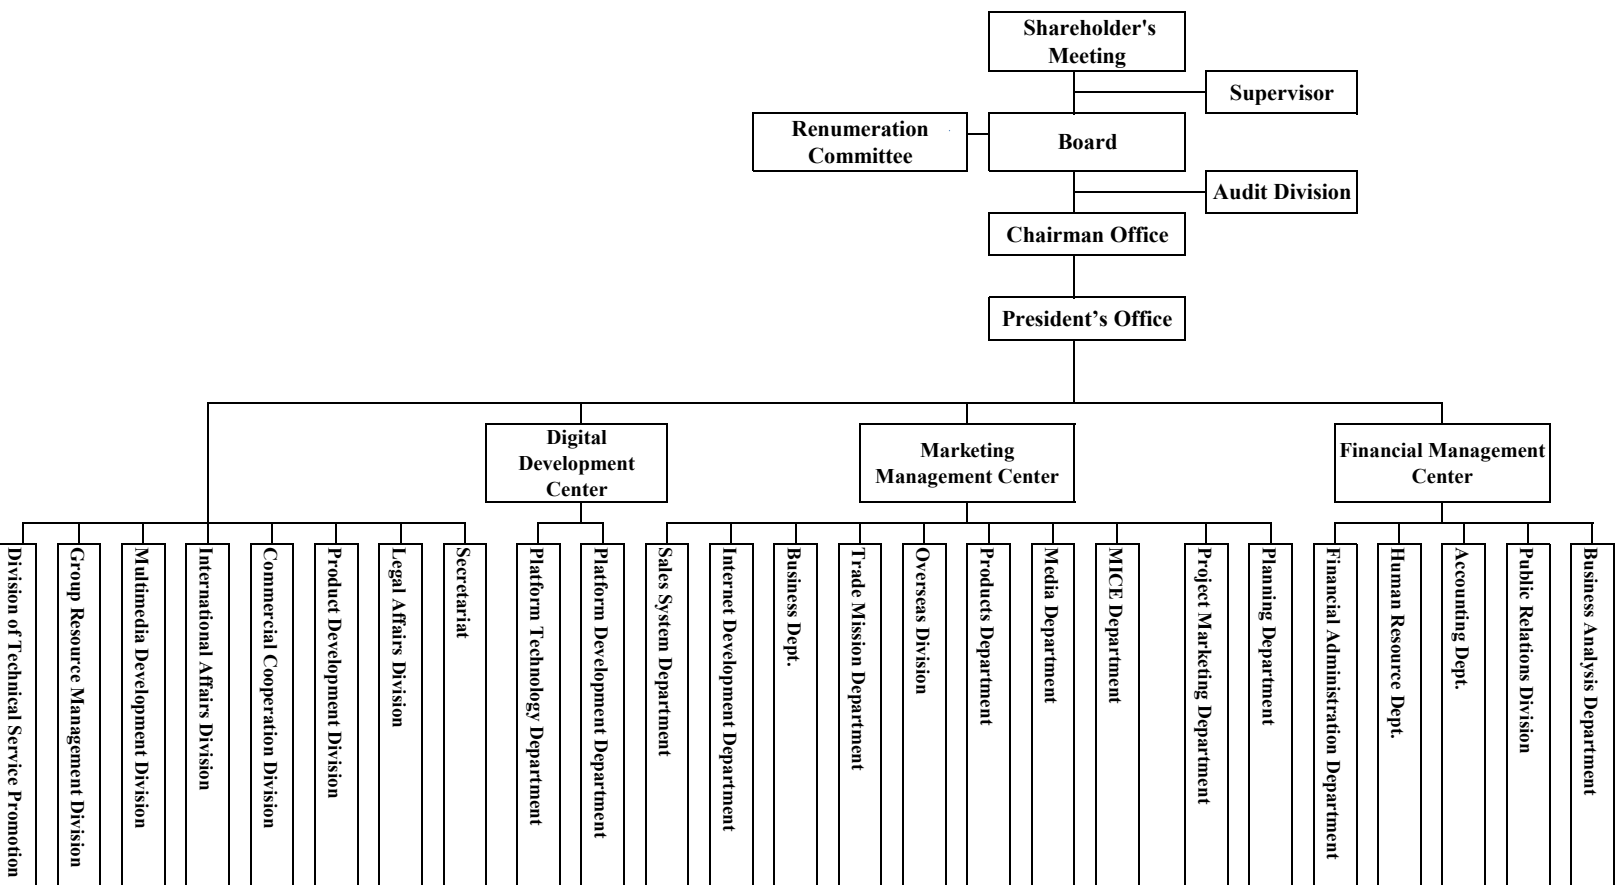 Shareholder's
Meeting
Supervisor
Renumeration
Committee
Board
Audit Division
Chairman Office
President’s Office
Digital
Development
Center
Marketing
Management Center
Financial Management
Center
Division of Technical Service Promotion
Group Resource Management Division
Multimedia Development Division
International Affairs Division
Commercial Cooperation Division
Product Development Division
Legal Affairs Division
Secretariat
Platform Technology Department
Platform Development Department
Sales System Department
Internet Development Department
Business Dept.
Trade Mission Department
Overseas Division
Products Department
Media Department
MICE Department
Project Marketing Department
Planning Department
Financial Administration Department
Human Resource Dept.
Accounting Dept.
Public Relations Division
Business Analysis Department